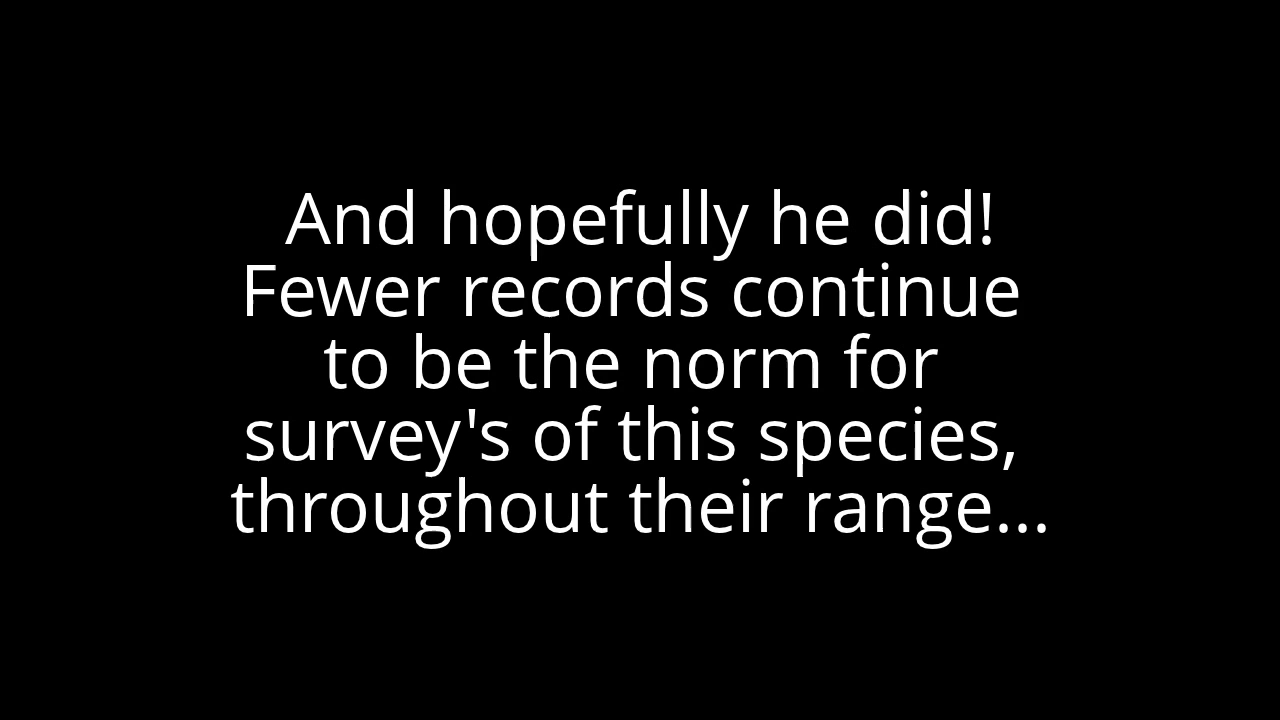 And hopefully he did!
Fewer records continue
to be the norm for
survey's of this species,
throughout their range...